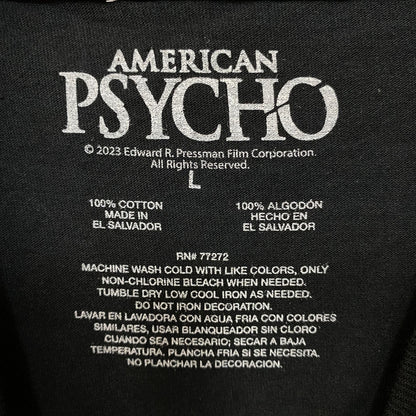 AMERICAN
PSYCHO
© 2023 Edward R. Pressman Film Corporation.
All Rights Reserved.
L
100% COTTON
MADE IN
EL SALVADOR
100% ALGODÓN
HECHO EN
EL SALVADOR
RN# 77272
MACHINE WASH COLD WITH LIKE COLORS, ONLY
NON-CHLORINE BLEACH WHEN NEEDED.
TUMBLE DRY LOW COOL IRON AS NEEDED.
DO NOT IRON DECORATION.
LAVAR EN LAVADORA CON AGUA FRIA CON COLORES
SIMILARES, USAR BLANQUEADOR SIN CLORO
CUANDO SEA NECESARIO; SECAR A BAJA
TEMPERATURA. PLANCHA FRIA SI SE NECESITA.
NO PLANCHAR LA DECORACION.